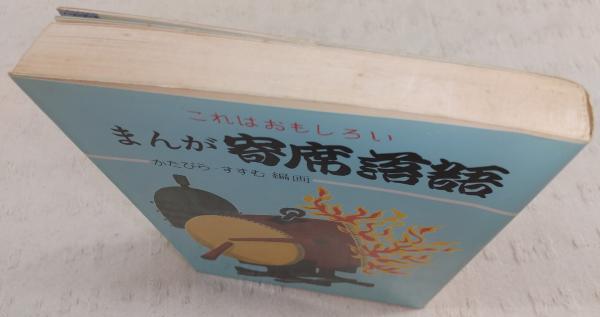 これはおもしろい
まんが寄席落語
かたびら・すすむ 編画